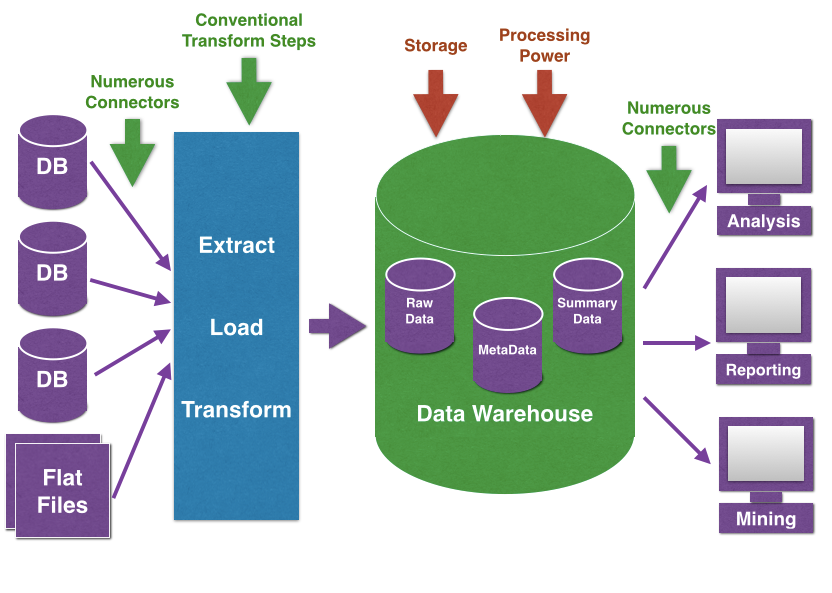 Conventional
Transform Steps
Storage
Processing
Power
Numerous
Connectors
Numerous
Connectors
DB
DB
DB
Flat
Files
Extract
Load
Transform
Raw
Data
MetaData
Summary
Data
Data Warehouse
Analysis
Reporting
Mining